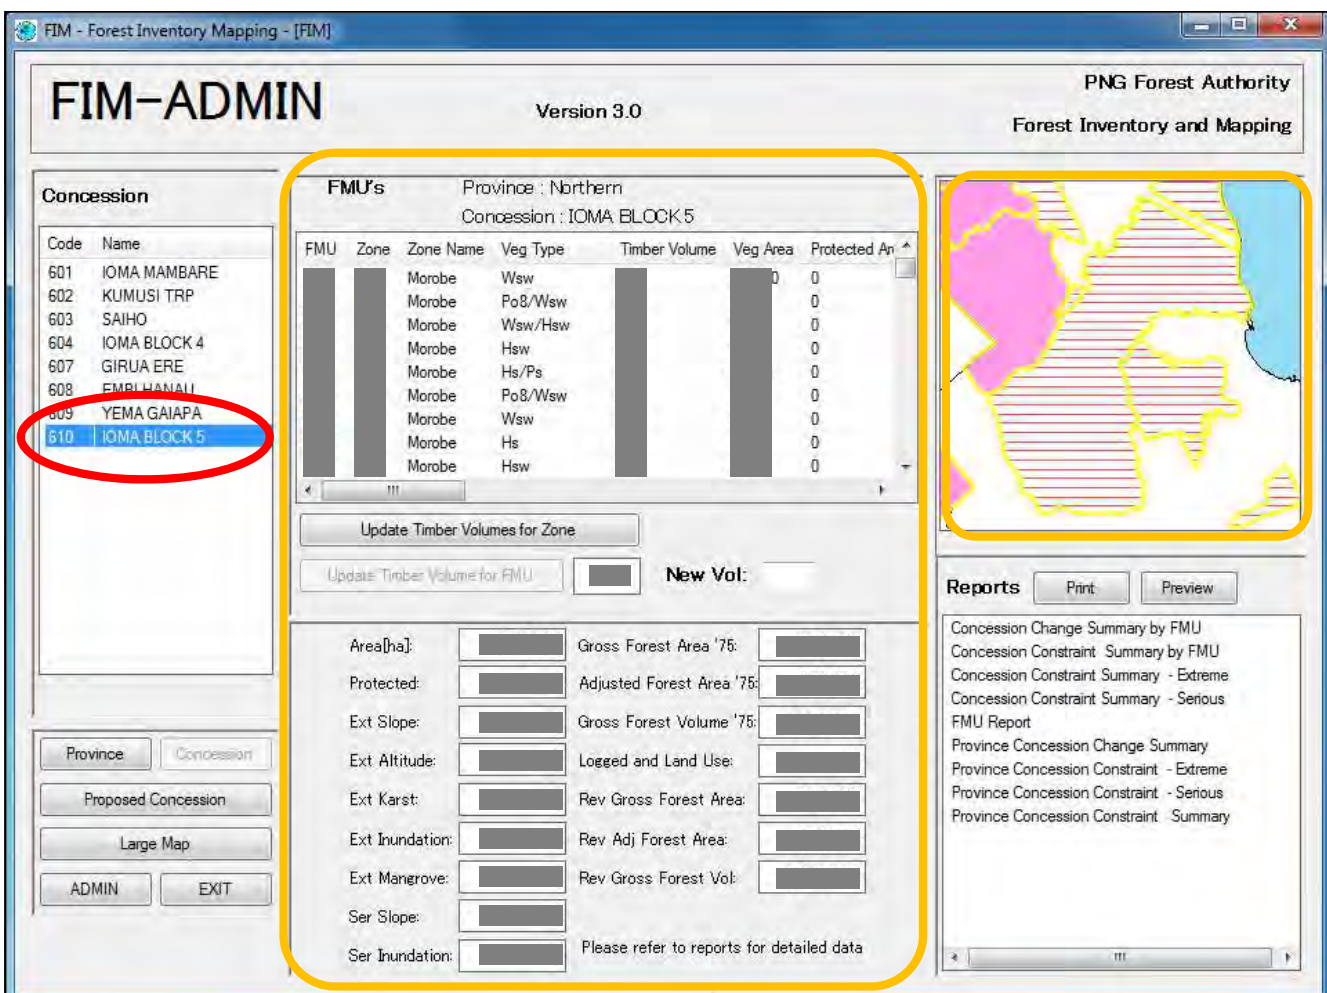 FIM - Forest Inventory Mapping - [FIM]
FIM-ADMIN
Version 3.0
PNG Forest Authority
Forest Inventory and Mapping
Concession
Code Name
601 IOMA MAMBARE
602 KUMUSI TRP
603 SAIHO
604 IOMA BLOCK 4
607 GIRUA ERE
608 EMBI HANAU
609 YEMA GAIAPA
610 IOMA BLOCK 5
Province
Concession
Proposed Concession
Large Map
ADMIN EXIT
FMU's Province : Northern
Concession : IOMA BLOCK 5
FMU Zone Zone Name Veg Type Timber Volume Veg Area Protected An
Morobe Wsw 0 0
Morobe Po8/Wsw 0
Morobe Wsw/Hsw 0
Morobe Hsw 0
Morobe Hs/Ps 0
Morobe Po8/Wsw 0
Morobe Wsw 0
Morobe Hs 0
Morobe Hsw 0
Update Timber Volumes for Zone
Update Timber Volume for FMU New Vol:
Area[ha]: Gross Forest Area '75:
Protected: Adjusted Forest Area '75:
Ext Slope: Gross Forest Volume '75:
Ext Altitude: Logged and Land Use:
Ext Karst: Rev Gross Forest Area:
Ext Inundation: Rev Adj Forest Area:
Ext Mangrove: Rev Gross Forest Vol:
Ser Slope:
Ser Inundation: Please refer to reports for detailed data
Reports Print Preview
Concession Change Summary by FMU
Concession Constraint Summary by FMU
Concession Constraint Summary - Extreme
Concession Constraint Summary - Serious
FMU Report
Province Concession Change Summary
Province Concession Constraint - Extreme
Province Concession Constraint - Serious
Province Concession Constraint Summary